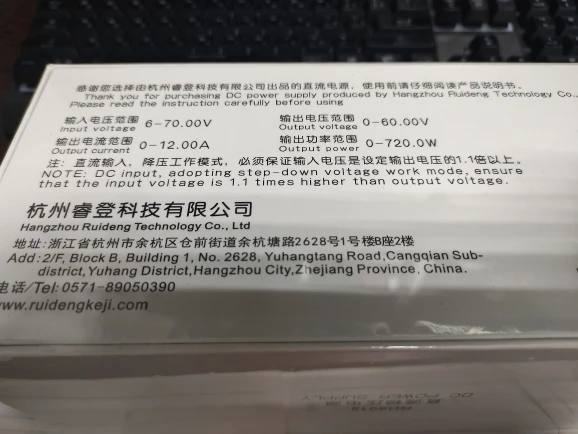 感谢您选择由杭州睿登科技有限公司出品的直流电源，使用前请仔细阅读产品说明书。
Thank you for purchasing DC power supply produced by Hangzhou Ruideng Technology Co.,
Please read the instruction carefully before using
输入电压范围 6-70.00V 输出电压范围 0-60.00V
Input voltage Output voltage
输出电流范围 0-12.00A 输出功率范围 0-720.0W
Output current Output power
注：直流输入，降压工作模式，必须保证输入电压是设定输出电压的1.1倍以上。
NOTE: DC input, adopting step-down voltage work mode, ensure
that the input voltage is 1.1 times higher than output voltage.
杭州睿登科技有限公司
Hangzhou Ruideng Technology Co., Ltd
地址:浙江省杭州市余杭区仓前街道余杭塘路2628号1号楼B座2楼
Add: 2/F, Block B, Building 1, No. 2628, Yuhangtang Road,Cangqian Sub-
district,Yuhang District,Hangzhou City,Zhejiang Province, China.
电话/Tel: 0571-89050390
www.ruidengkeji.com
DC POWER SUPPLY